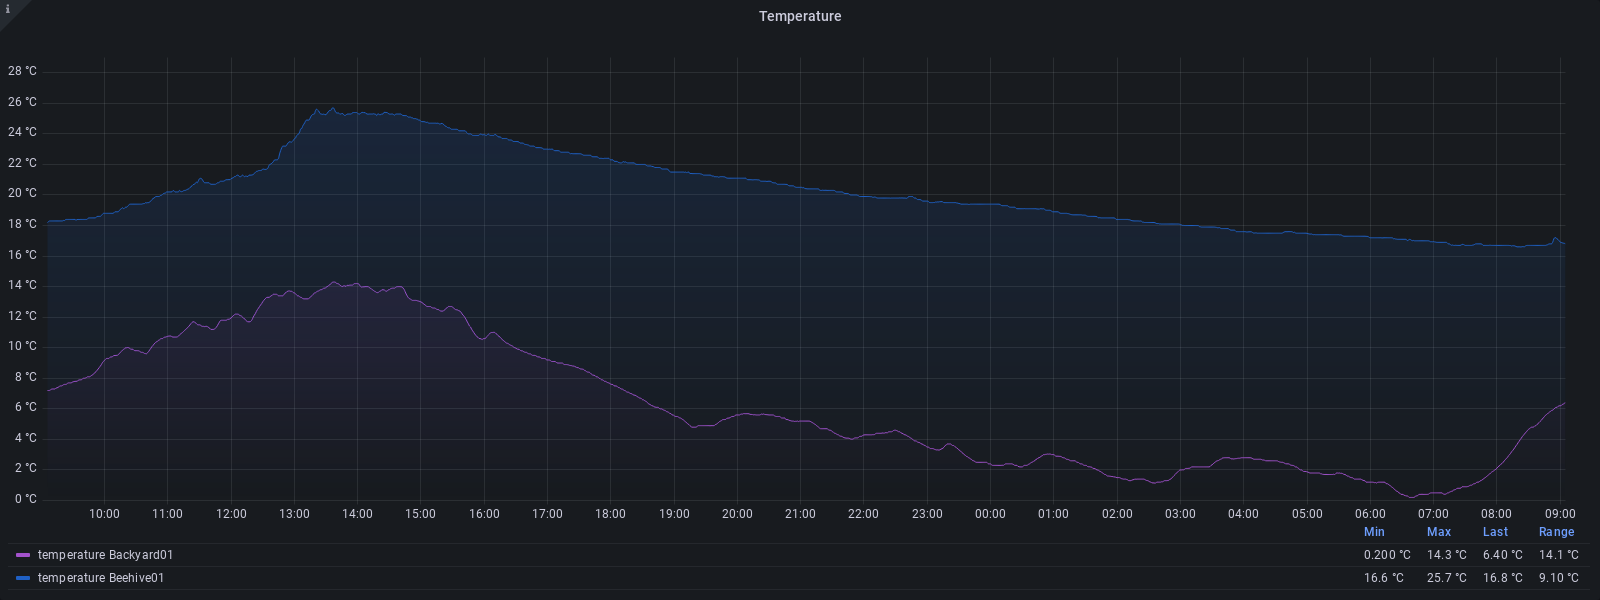 i
Temperature
28 °C
26 °C
24 °C
22 °C
20 °C
18 °C
16 °C
14 °C
12 °C
10 °C
8 °C
6 °C
4 °C
2 °C
0 °C
10:00 11:00 12:00 13:00 14:00 15:00 16:00 17:00 18:00 19:00 20:00 21:00 22:00 23:00 00:00 01:00 02:00 03:00 04:00 05:00 06:00 07:00 08:00 09:00
Min Max Last Range
temperature Backyard01 0.200 °C 14.3 °C 6.40 °C 14.1 °C
temperature Beehive01 16.6 °C 25.7 °C 16.8 °C 9.10 °C